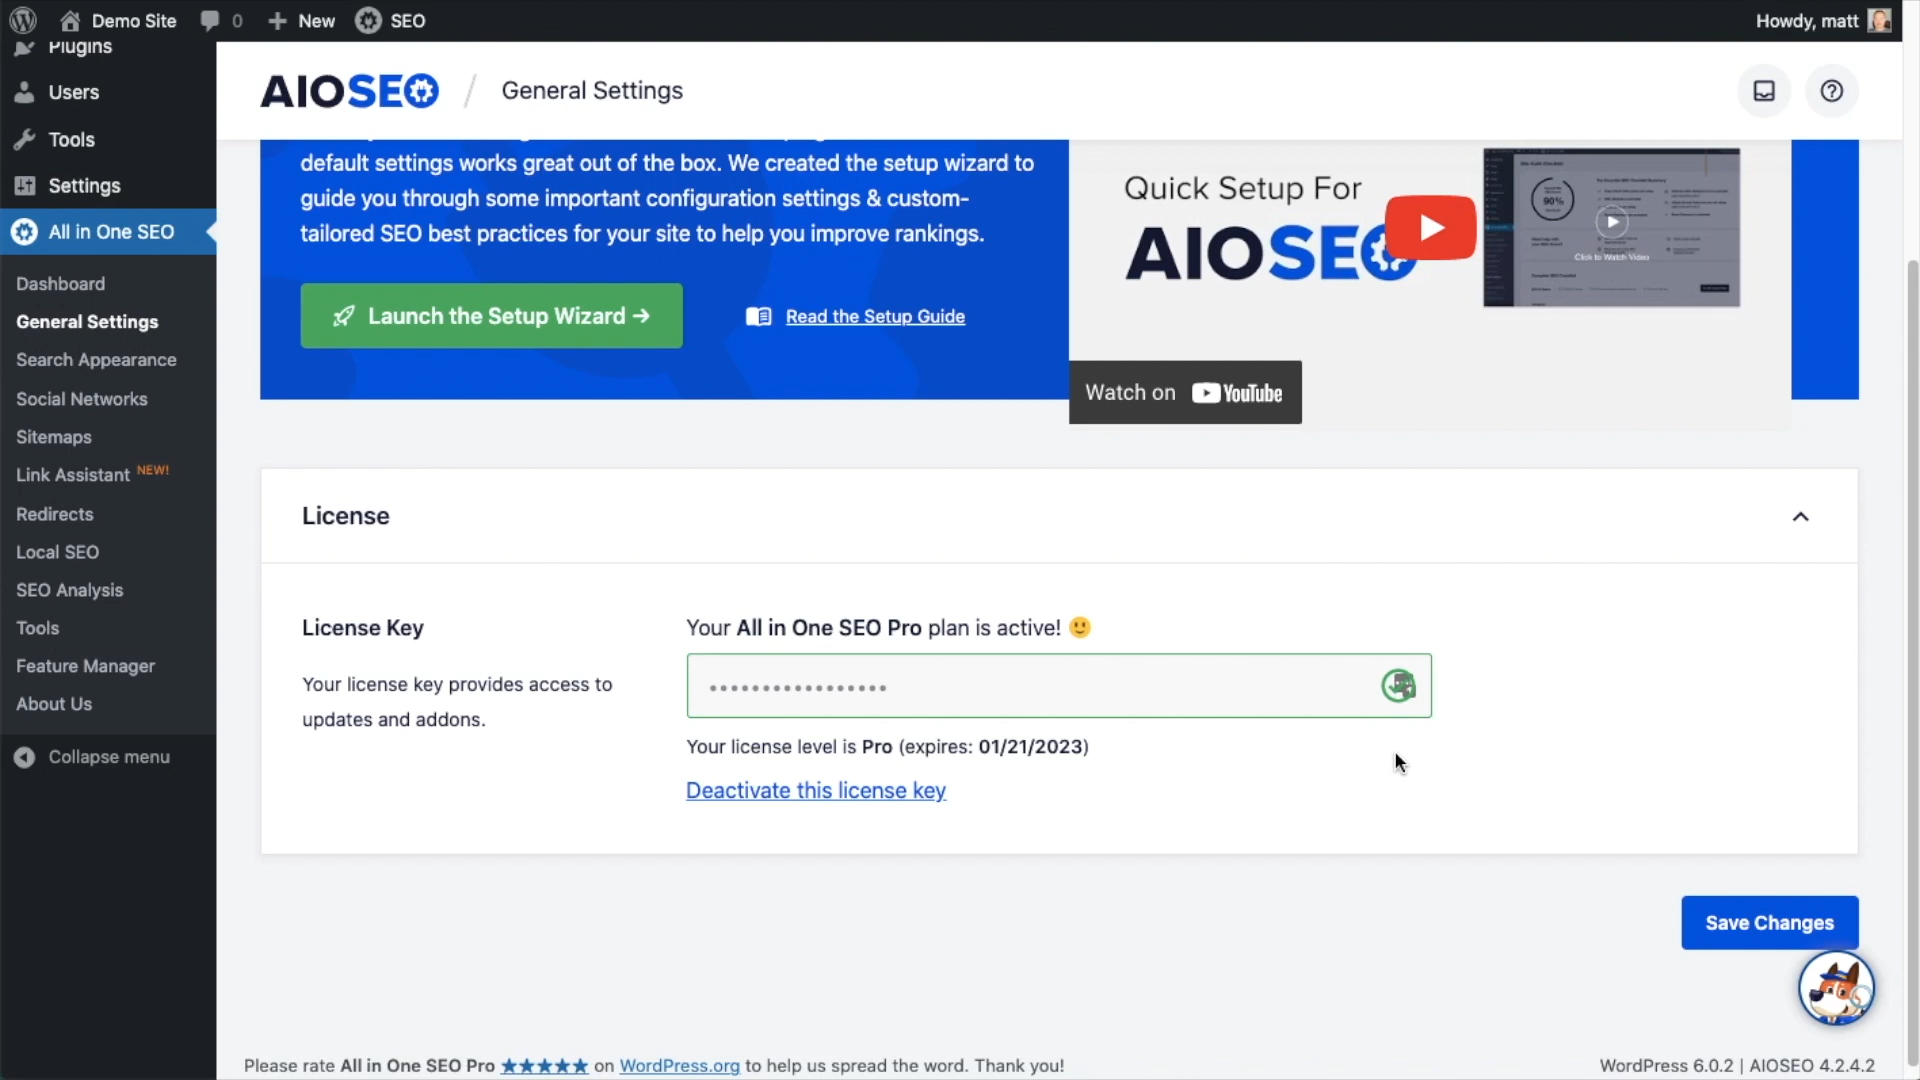 Demo Site 0 New SEO Howdy, matt
Plugins
Users
Tools
Settings
All in One SEO
Dashboard
General Settings
Search Appearance
Social Networks
Sitemaps
Link Assistant NEW!
Redirects
Local SEO
SEO Analysis
Tools
Feature Manager
About Us
Collapse menu
AIOSEO / General Settings
default settings works great out of the box. We created the setup wizard to
guide you through some important configuration settings & custom-
tailored SEO best practices for your site to help you improve rankings.
Launch the Setup Wizard →
Read the Setup Guide
Quick Setup For
AIOSEO
90%
Click to Watch Video
Watch on YouTube
License
License Key
Your license key provides access to
updates and addons.
Your All in One SEO Pro plan is active! 🙂
•••••••••••••••••
Your license level is Pro (expires: 01/21/2023)
Deactivate this license key
Save Changes
Please rate All in One SEO Pro ★★★★★ on WordPress.org to help us spread the word. Thank you!
WordPress 6.0.2 | AIOSEO 4.2.4.2